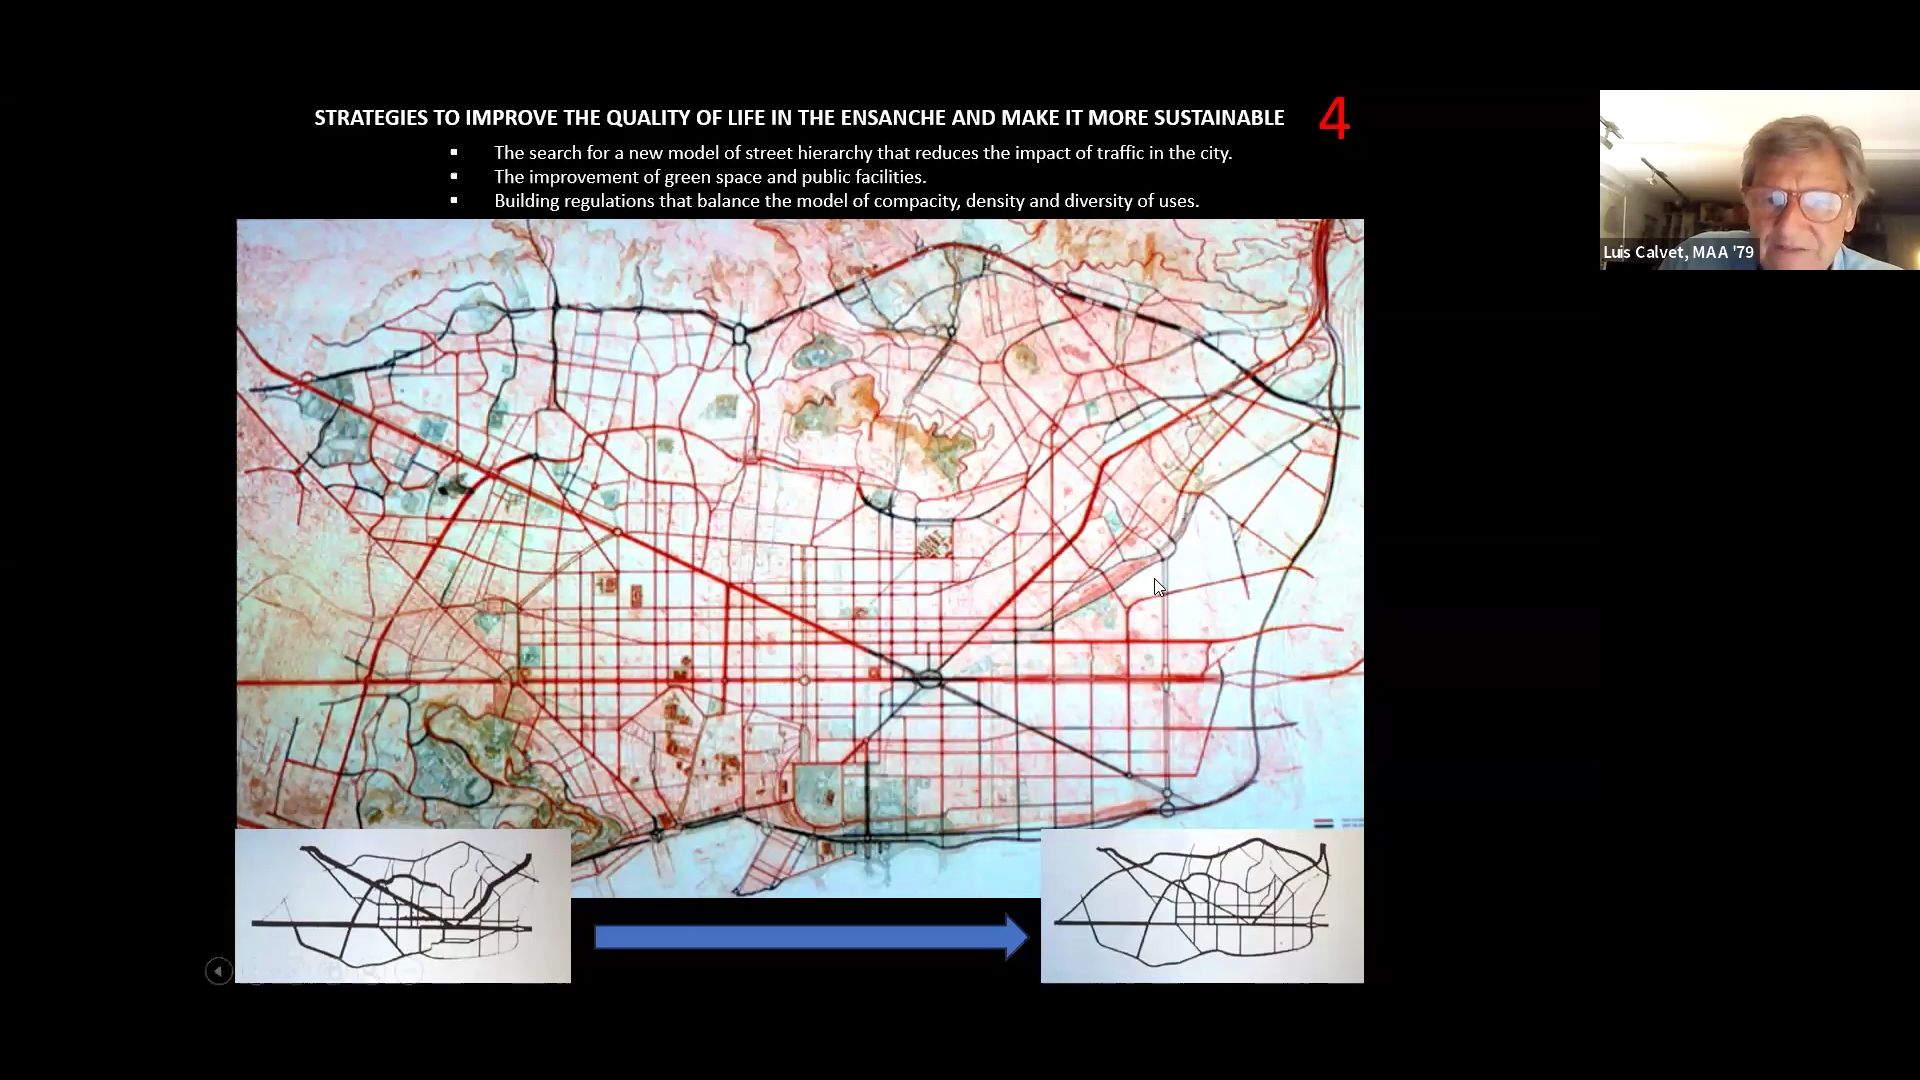 STRATEGIES TO IMPROVE THE QUALITY OF LIFE IN THE ENSANCHE AND MAKE IT MORE SUSTAINABLE
4
▪ The search for a new model of street hierarchy that reduces the impact of traffic in the city.
▪ The improvement of green space and public facilities.
▪ Building regulations that balance the model of compacity, density and diversity of uses.
Luis Calvet, MAA '79